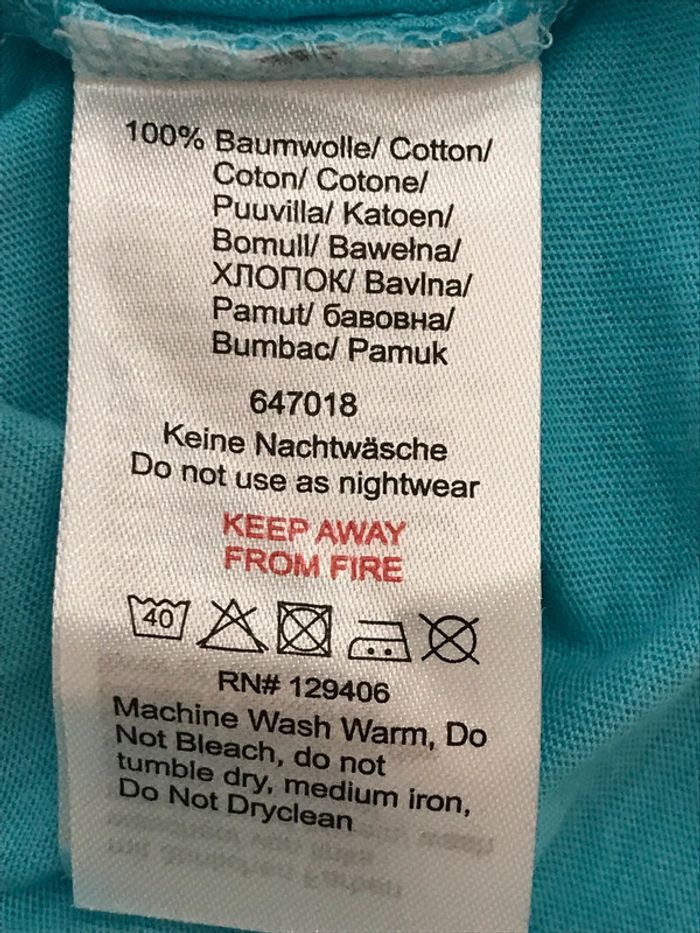 100% Baumwolle/ Cotton/
Coton/ Cotone/
Puuvilla/ Katoen/
Bomull/ Bawełna/
ХЛОПОК/ Bavlna/
Pamut/ бавовна/
Bumbac/ Pamuk
647018
Keine Nachtwäsche
Do not use as nightwear
KEEP AWAY
FROM FIRE
40
RN# 129406
Machine Wash Warm, Do
Not Bleach, do not
tumble dry, medium iron,
Do Not Dryclean